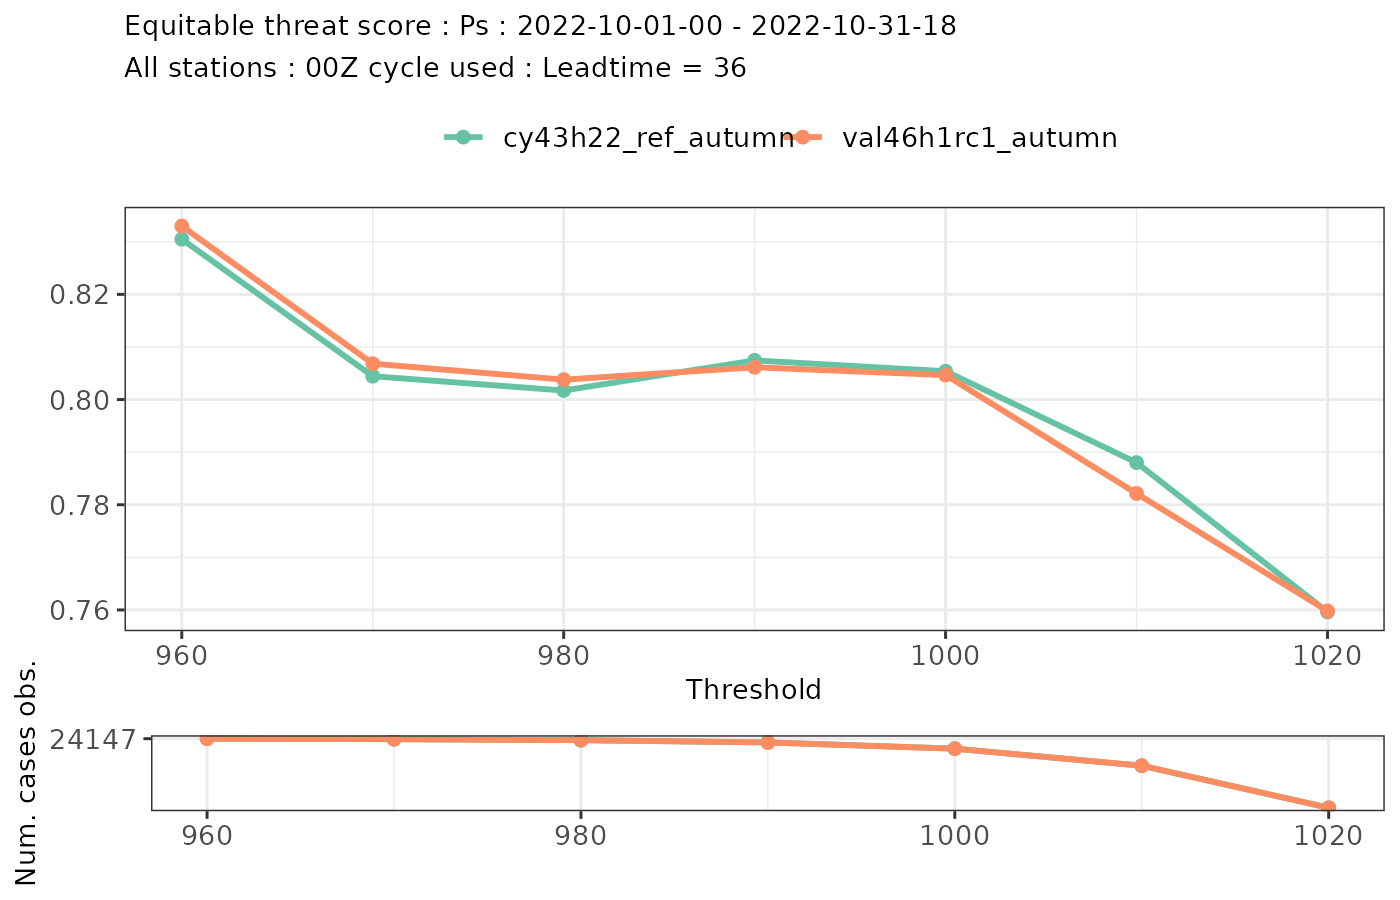 Equitable threat score : Ps : 2022-10-01-00 - 2022-10-31-18
All stations : 00Z cycle used : Leadtime = 36
cy43h22_ref_autumn val46h1rc1_autumn
0.82
0.80
0.78
0.76
960 980 1000 1020
Threshold
Num. cases obs.
24147
960 980 1000 1020